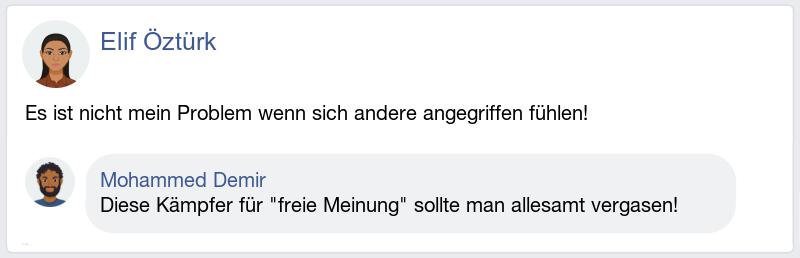 Elif Öztürk
Es ist nicht mein Problem wenn sich andere angegriffen fühlen!
Mohammed Demir
Diese Kämpfer für "freie Meinung" sollte man allesamt vergasen!